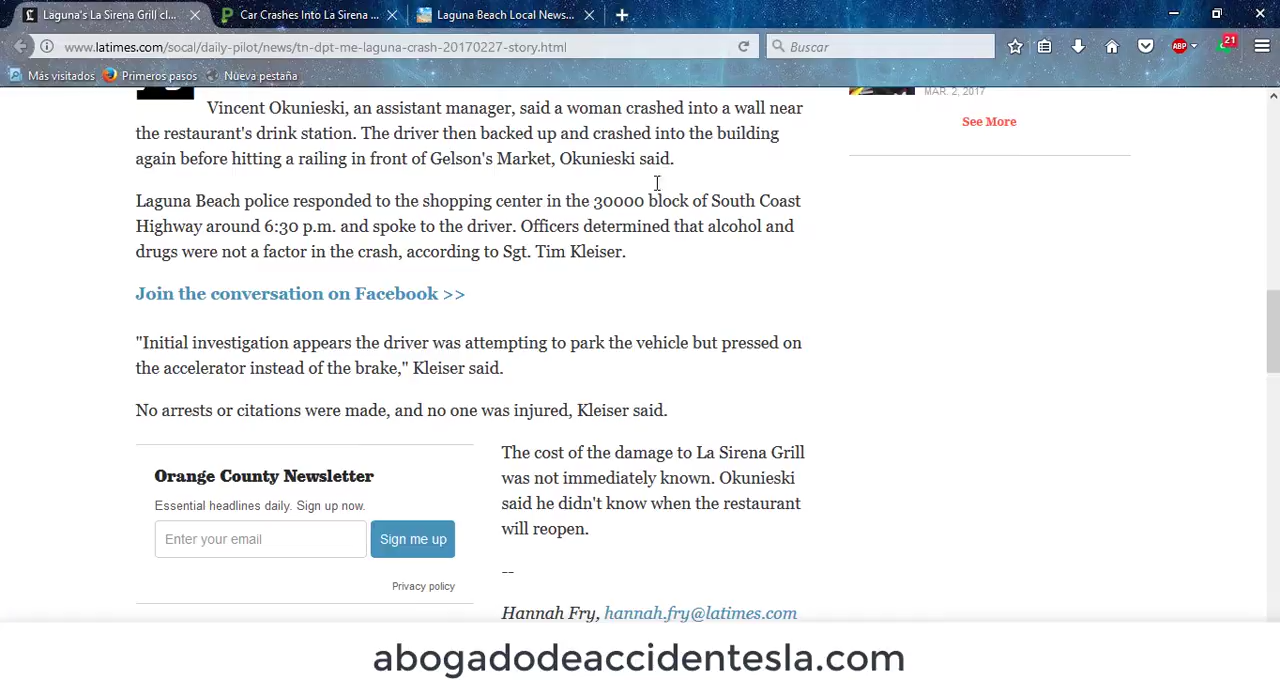 Laguna's La Sirena Grill cl...
Car Crashes Into La Sirena ...
Laguna Beach Local News...
www.latimes.com/socal/daily-pilot/news/tn-dpt-me-laguna-crash-20170227-story.html
Buscar
ABP
21
Más visitados
Primeros pasos
Nueva pestaña
Vincent Okunieski, an assistant manager, said a woman crashed into a wall near
the restaurant's drink station. The driver then backed up and crashed into the building
again before hitting a railing in front of Gelson's Market, Okunieski said.
MAR. 2, 2017
See More
Laguna Beach police responded to the shopping center in the 30000 block of South Coast
Highway around 6:30 p.m. and spoke to the driver. Officers determined that alcohol and
drugs were not a factor in the crash, according to Sgt. Tim Kleiser.
Join the conversation on Facebook >>
"Initial investigation appears the driver was attempting to park the vehicle but pressed on
the accelerator instead of the brake," Kleiser said.
No arrests or citations were made, and no one was injured, Kleiser said.
Orange County Newsletter
Essential headlines daily. Sign up now.
Enter your email
Sign me up
Privacy policy
The cost of the damage to La Sirena Grill
was not immediately known. Okunieski
said he didn't know when the restaurant
will reopen.
--
Hannah Fry, hannah.fry@latimes.com
abogadodeaccidentesla.com